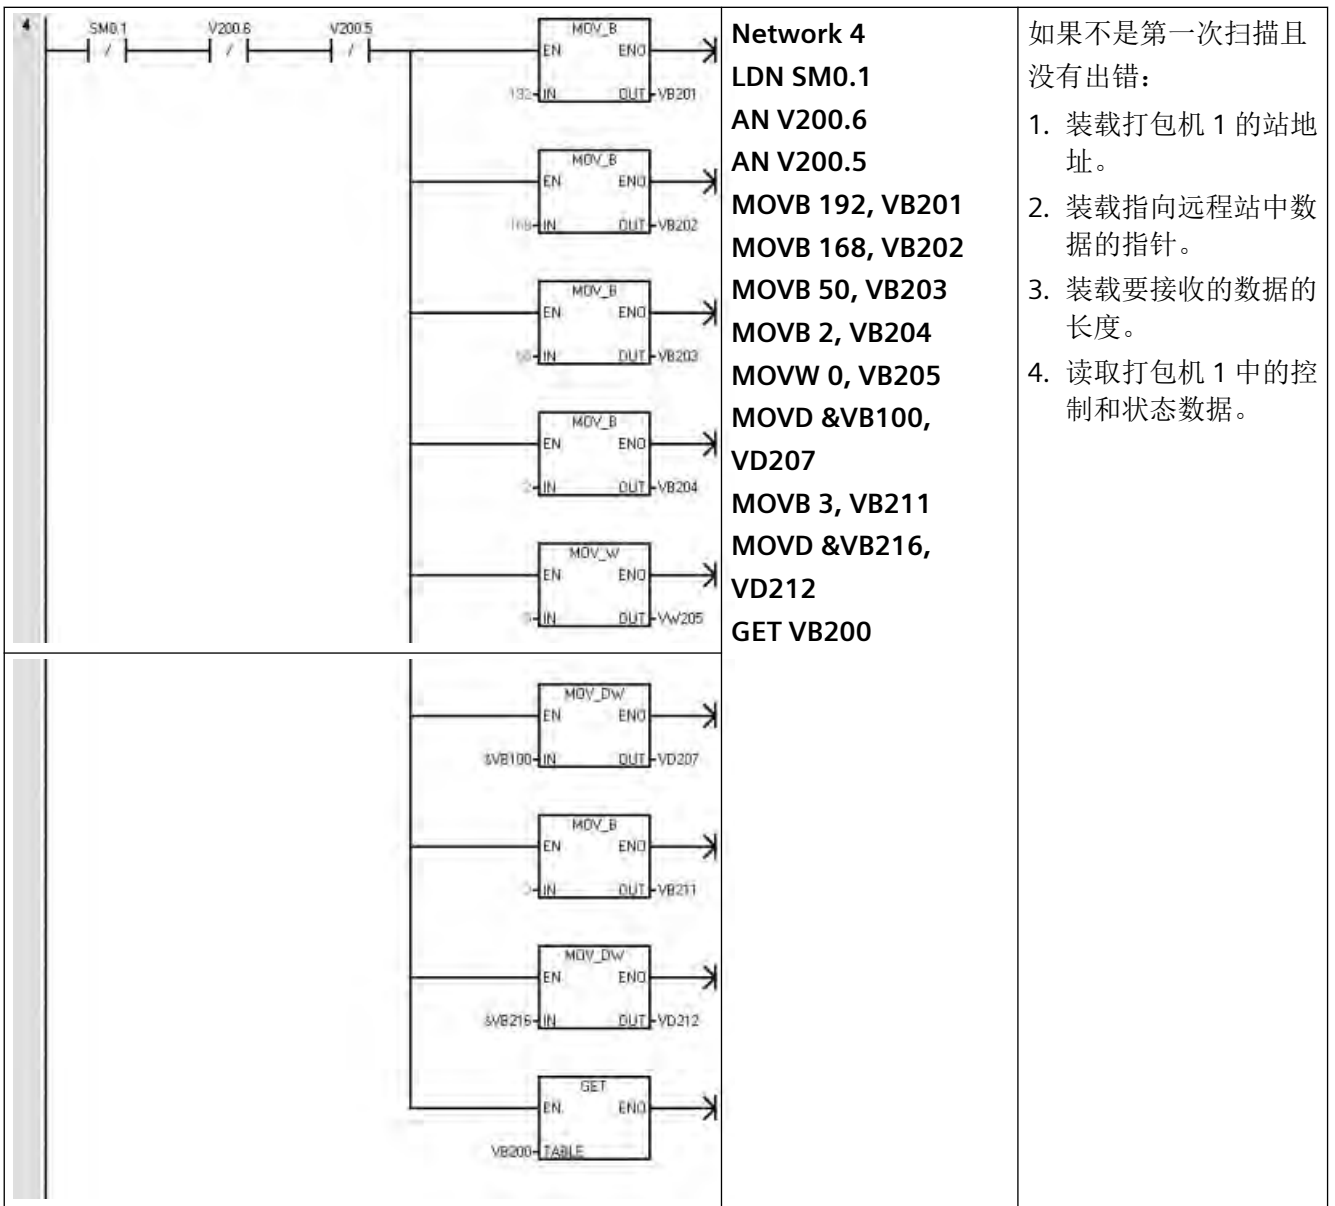 4
SM0.1 V200.6 V200.5
MOV_B
EN ENO
IN OUT VB201
MOV_B
EN ENO
168 IN OUT VB202
MOV_B
EN ENO
50 IN OUT VB203
MOV_B
EN ENO
2 IN OUT VB204
MOV_W
EN ENO
0 IN OUT VW205
MOV_DW
EN ENO
&VB100 IN OUT VD207
MOV_B
EN ENO
IN OUT VB211
MOV_DW
EN ENO
&VB216 IN OUT VD212
GET
EN ENO
VB200 TABLE
Network 4
LDN SM0.1
AN V200.6
AN V200.5
MOVB 192, VB201
MOVB 168, VB202
MOVB 50, VB203
MOVB 2, VB204
MOVW 0, VB205
MOVD &VB100,
VD207
MOVB 3, VB211
MOVD &VB216,
VD212
GET VB200
如果不是第一次扫描且
没有出错：
1. 装载打包机 1 的站地
址。
2. 装载指向远程站中数
据的指针。
3. 装载要接收的数据的
长度。
4. 读取打包机 1 中的控
制和状态数据。